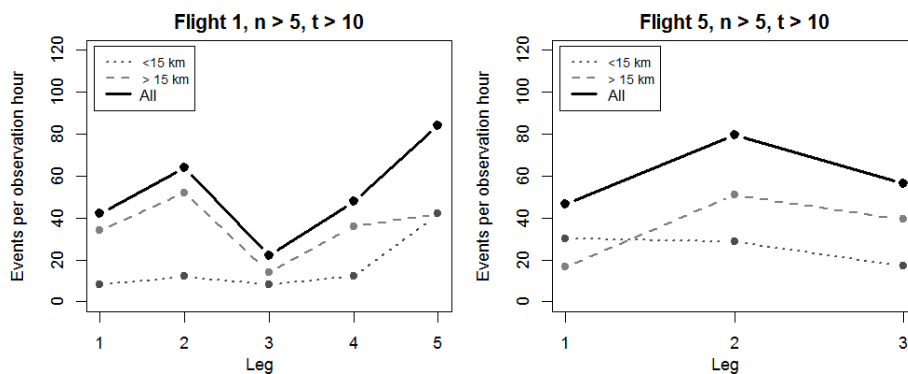 Flight 1, n > 5, t > 10
Events per observation hour
120
100
80
60
40
20
0
<15 km
> 15 km
All
1 2 3 4 5
Leg
Flight 5, n > 5, t > 10
Events per observation hour
120
100
80
60
40
20
0
<15 km
> 15 km
All
1 2 3
Leg